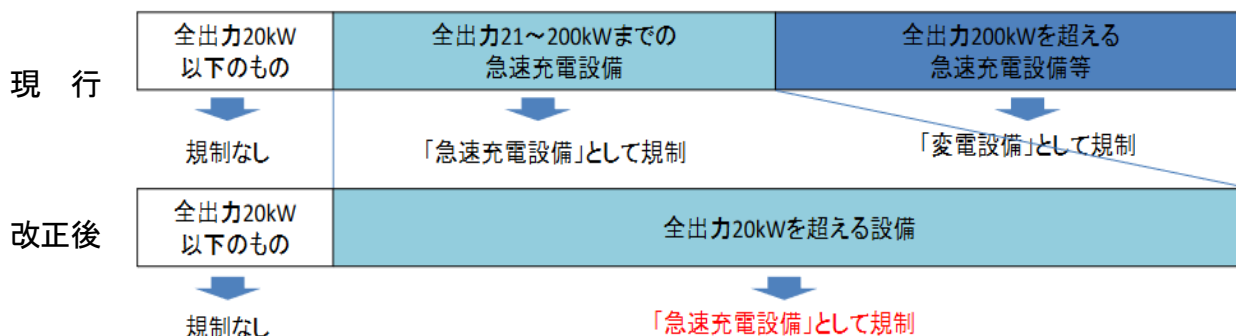 全出力20kW
以下のもの
全出力21～200kWまでの
急速充電設備
全出力200kWを超える
急速充電設備等
現　行
規制なし
「急速充電設備」として規制
「変電設備」として規制
改正後
全出力20kW
以下のもの
全出力20kWを超える設備
規制なし
「急速充電設備」として規制